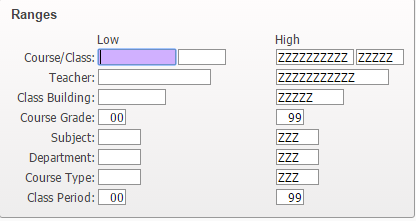 Ranges
Low High
Course/Class: ZZZZZZZZZZ ZZZZZ
Teacher: ZZZZZZZZZZZ
Class Building: ZZZZZ
Course Grade: 00 99
Subject: ZZZ
Department: ZZZ
Course Type: ZZZ
Class Period: 00 99